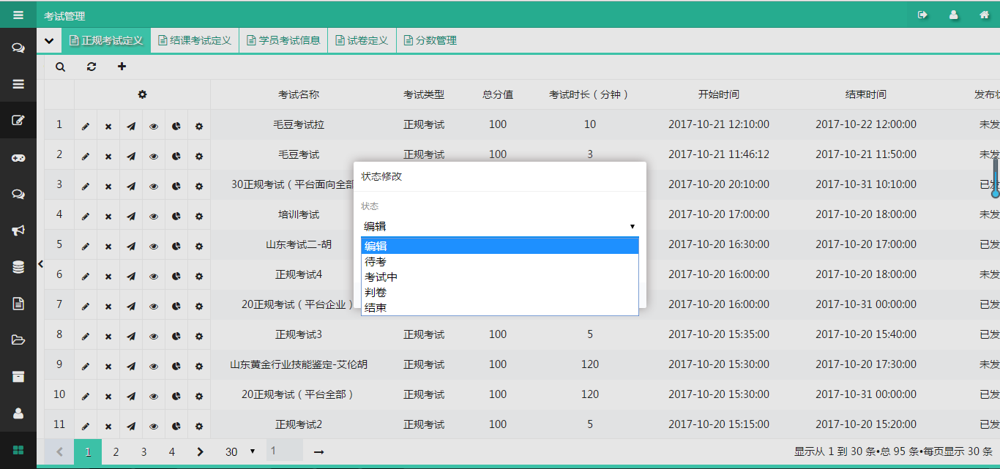 考试管理
正规考试定义 结课考试定义 学员考试信息 试卷定义 分数管理
考试名称 考试类型 总分值 考试时长（分钟） 开始时间 结束时间 发布状
1 毛豆考试拉 正规考试 100 10 2017-10-21 12:10:00 2017-10-22 12:00:00 未发
2 毛豆考试 正规考试 100 3 2017-10-21 11:46:12 2017-10-21 11:50:00 未发
3 30正规考试（平台面向全部 2017-10-20 20:10:00 2017-10-31 10:10:00 已发
4 培训考试 2017-10-20 17:00:00 2017-10-20 18:00:00 未发
5 山东考试二-胡 2017-10-20 16:30:00 2017-10-20 17:00:00 已发
6 正规考试4 2017-10-20 16:00:00 2017-10-20 18:00:00 未发
7 20正规考试（平台企业） 2017-10-20 16:00:00 2017-10-31 00:00:00 已发
8 正规考试3 正规考试 100 5 2017-10-20 15:35:00 2017-10-20 15:40:00 已发
9 山东黄金行业技能鉴定-艾伦胡 正规考试 100 120 2017-10-20 15:30:00 2017-10-20 17:30:00 未发
10 20正规考试（平台全部） 正规考试 100 120 2017-10-20 15:30:00 2017-10-31 00:00:00 已发
11 正规考试2 正规考试 100 5 2017-10-20 15:15:00 2017-10-20 15:20:00 已发
状态修改
状态
编辑
编辑
待考
考试中
判卷
结束
1 2 3 4 30 1 显示从 1 到 30 条•总 95 条•每页显示 30 条